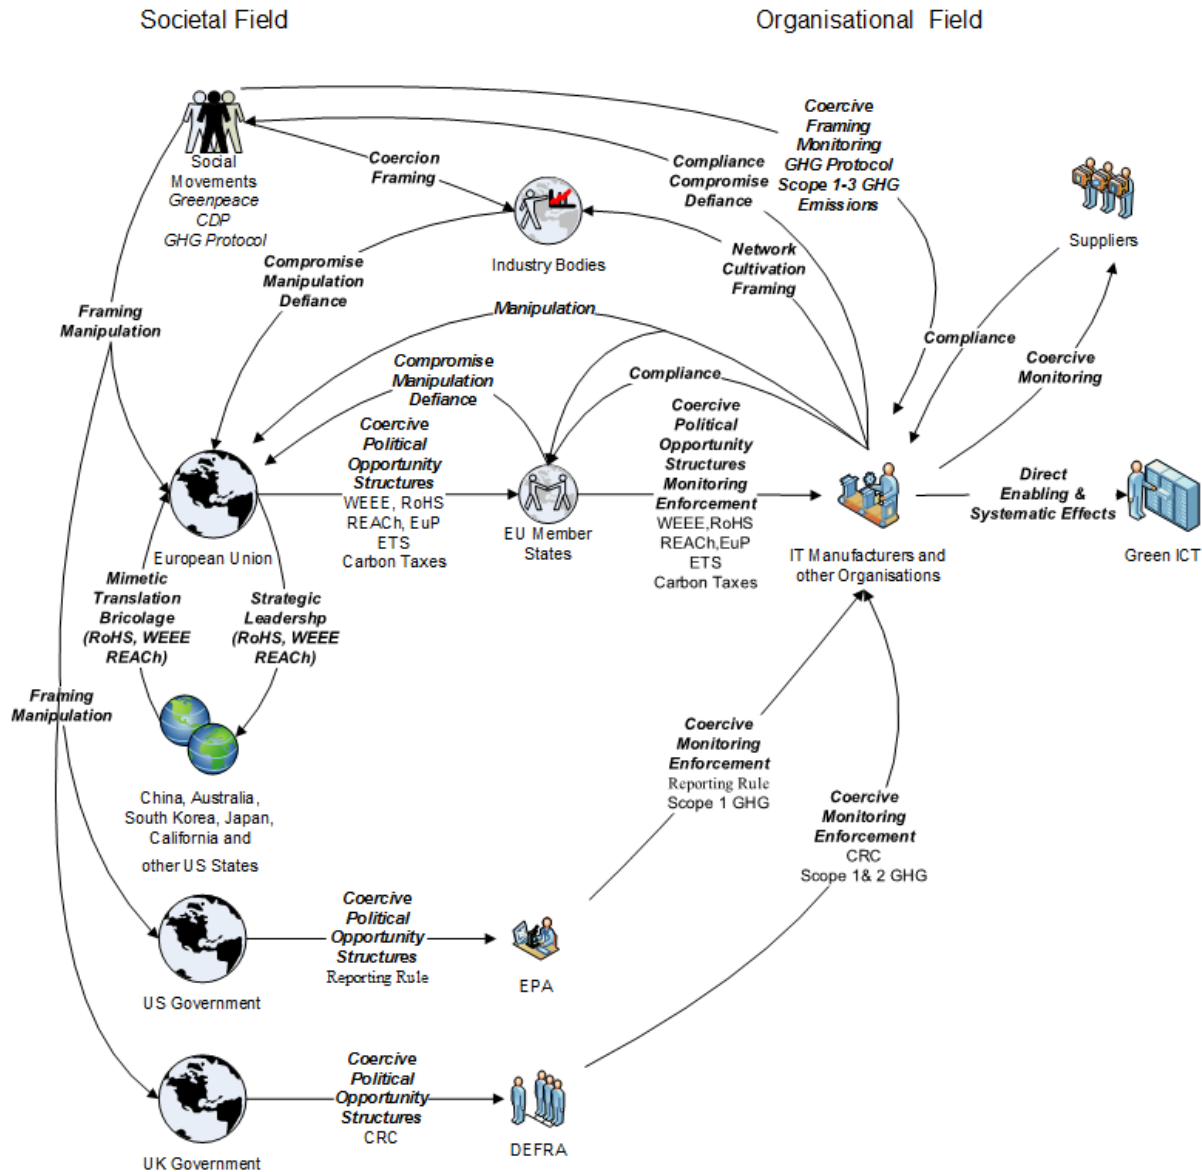 Societal Field
Organisational Field
Social
Movements
Greenpeace
CDP
GHG Protocol
Coercion
Framing
Industry Bodies
Compliance
Compromise
Defiance
Coercive
Framing
Monitoring
GHG Protocol
Scope 1-3 GHG
Emissions
Suppliers
Network
Cultivation
Framing
Compromise
Manipulation
Defiance
Framing
Manipulation
Manipulation
Compliance
Coercive
Monitoring
Compromise
Manipulation
Defiance
Compliance
Coercive
Political
Opportunity
Structures
WEEE, RoHS
REACh, EuP
ETS
Carbon Taxes
Coercive
Political
Opportunity
Structures
Monitoring
Enforcement
WEEE,RoHS
REACh,EuP
ETS
Carbon Taxes
European Union
EU Member
States
IT Manufacturers and
other Organisations
Direct
Enabling &
Systematic Effects
Green ICT
Mimetic
Translation
Bricolage
(RoHS, WEEE
REACh)
Strategic
Leadershp
(RoHS, WEEE
REACh)
Framing
Manipulation
China, Australia,
South Korea, Japan,
California and
other US States
Coercive
Monitoring
Enforcement
Reporting Rule
Scope 1 GHG
Coercive
Monitoring
Enforcement
CRC
Scope 1& 2 GHG
US Government
Coercive
Political
Opportunity
Structures
Reporting Rule
EPA
UK Government
Coercive
Political
Opportunity
Structures
CRC
DEFRA